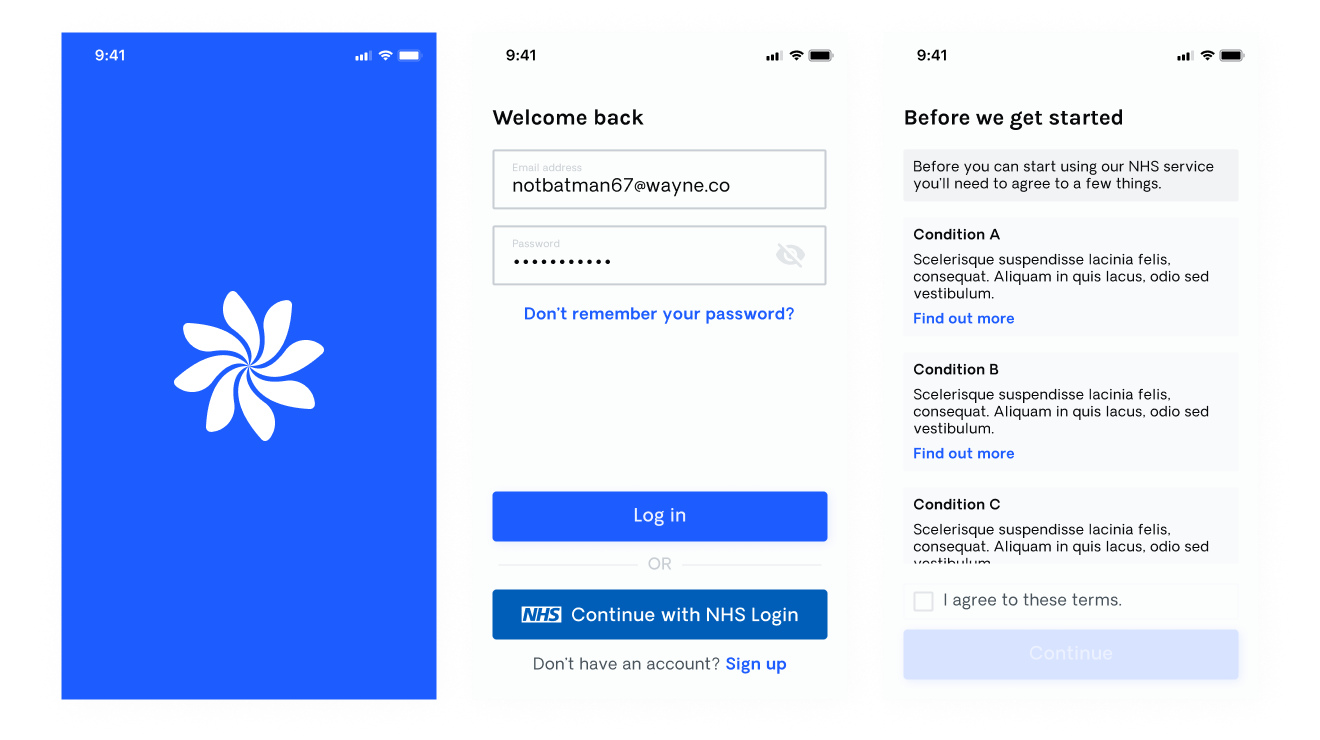 9:41
9:41
Welcome back
Email address
notbatman67@wayne.co
Password
•••••••••••
Don't remember your password?
Log in
OR
NHS Continue with NHS Login
Don't have an account? Sign up
9:41
Before we get started
Before you can start using our NHS service
you'll need to agree to a few things.
Condition A
Scelerisque suspendisse lacinia felis,
consequat. Aliquam in quis lacus, odio sed
vestibulum.
Find out more
Condition B
Scelerisque suspendisse lacinia felis,
consequat. Aliquam in quis lacus, odio sed
vestibulum.
Find out more
Condition C
Scelerisque suspendisse lacinia felis,
consequat. Aliquam in quis lacus, odio sed
vestibulum
I agree to these terms.
Continue